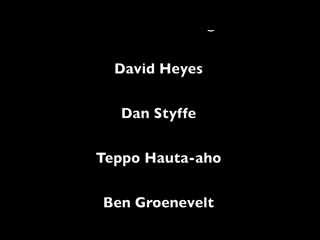 David Heyes
Dan Styffe
Teppo Hauta-aho
Ben Groenevelt